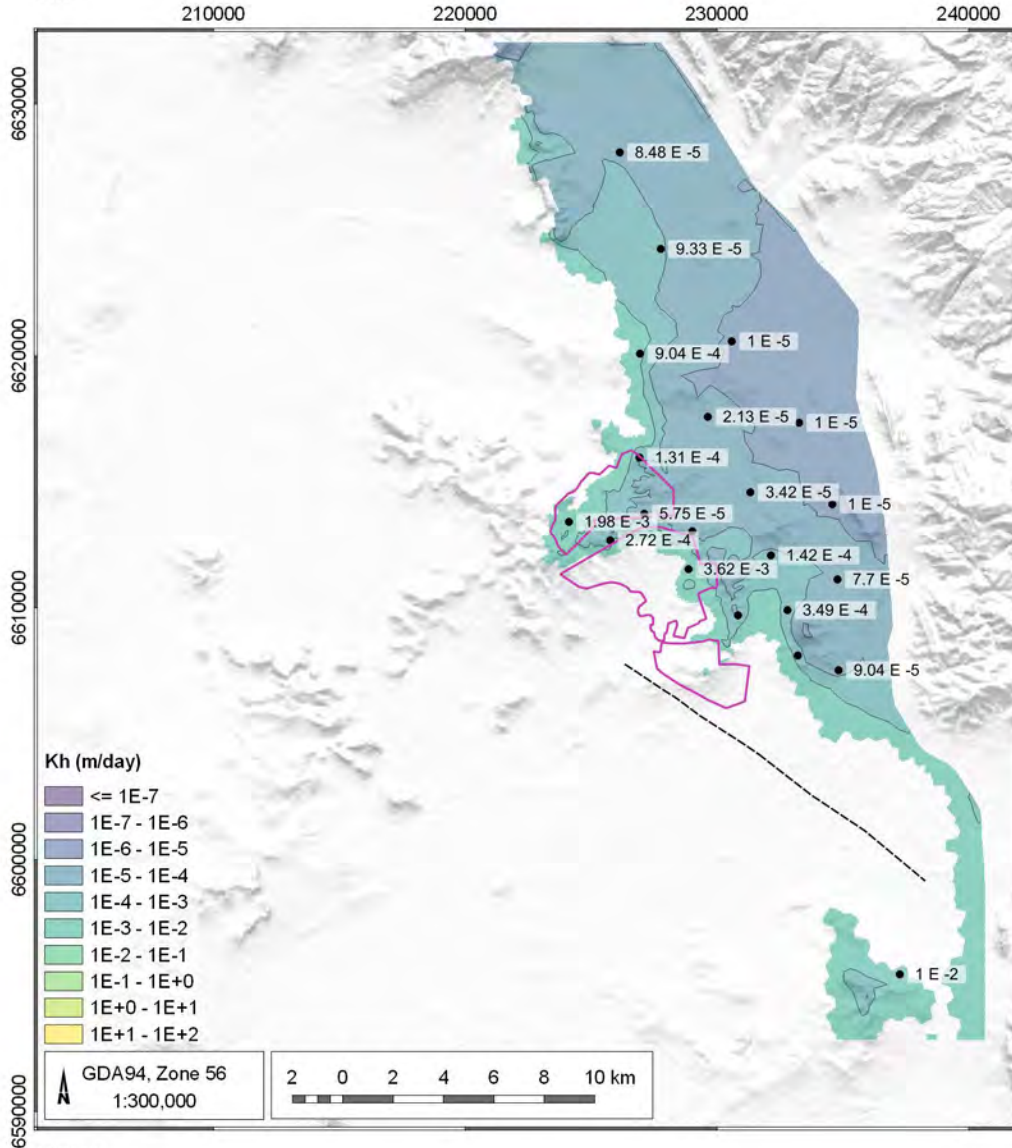 210000
220000
230000
240000
6630000
8.48 E -5
9.33 E -5
1 E -5
6620000
9.04 E -4
2.13 E -5
1 E -5
1.31 E -4
3.42 E -5
1 E -5
5.75 E -5
1.98 E -3
2.72 E -4
1.42 E -4
3.62 E -3
7.7 E -5
6610000
3.49 E -4
9.04 E -5
Kh (m/day)
<= 1E-7
1E-7 - 1E-6
1E-6 - 1E-5
1E-5 - 1E-4
1E-4 - 1E-3
1E-3 - 1E-2
1E-2 - 1E-1
1E-1 - 1E+0
1E+0 - 1E+1
1E+1 - 1E+2
6600000
1 E -2
N
GDA94, Zone 56
1:300,000
2 0 2 4 6 8 10 km
6590000